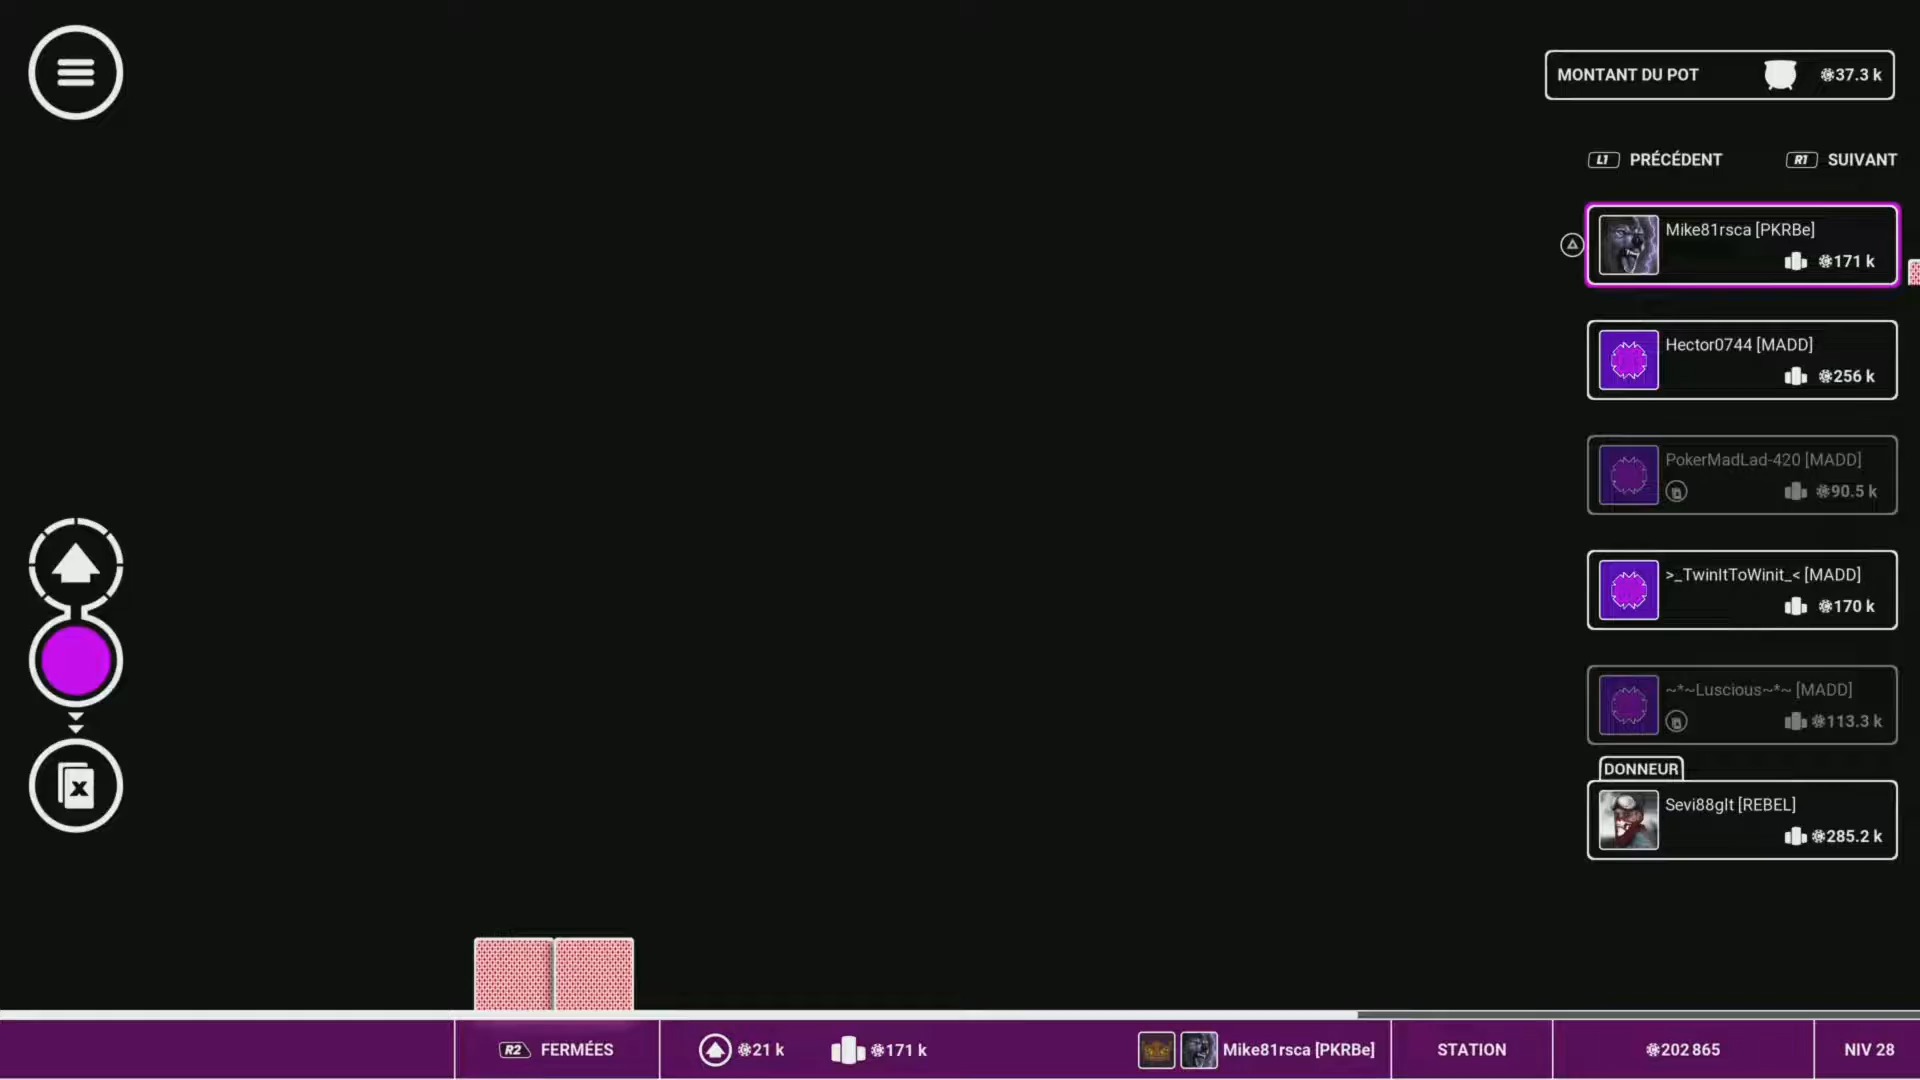 MONTANT DU POT 37.3 k
L1 PRÉCÉDENT R1 SUIVANT
Mike81rsca [PKRBe]
171 k
Hector0744 [MADD]
256 k
PokerMadLad-420 [MADD]
90.5 k
>_TwinItToWinit_< [MADD]
170 k
~*~Luscious~*~ [MADD]
113.3 k
DONNEUR
Sevi88glt [REBEL]
285.2 k
X
R2 FERMÉES 21 k 171 k Mike81rsca [PKRBe] STATION 202 865 NIV 28